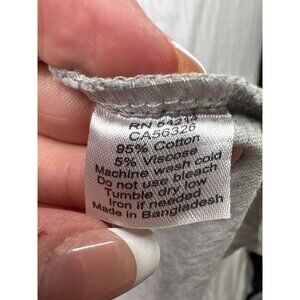 RN
CA56326
95% Cotton
5% Viscose
Machine wash cold
Do not use bleach
Tumble dry low
Iron if needed
Made in Bangladesh